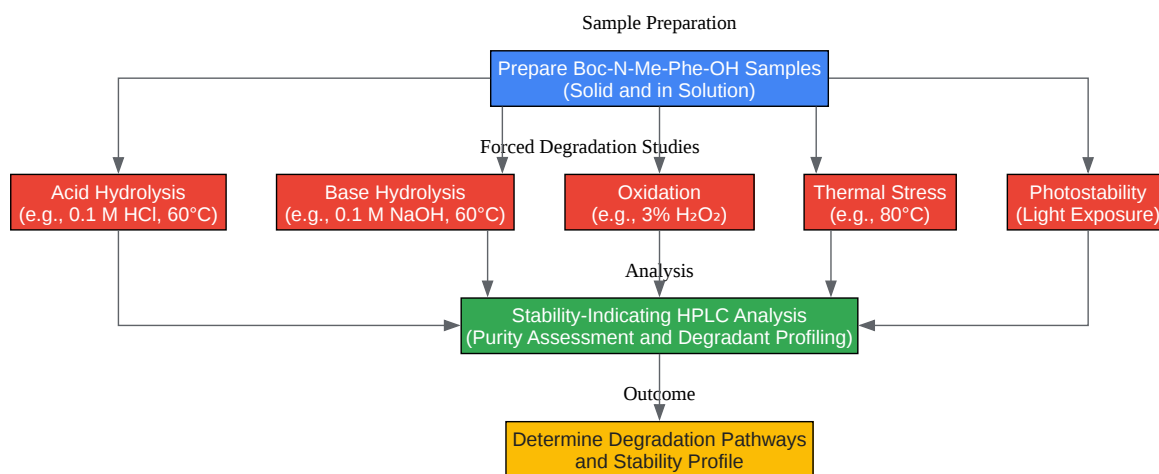 Sample Preparation
Prepare Boc-N-Me-Phe-OH Samples
(Solid and in Solution)
Forced Degradation Studies
Acid Hydrolysis
(e.g., 0.1 M HCl, 60°C)
Base Hydrolysis
(e.g., 0.1 M NaOH, 60°C)
Oxidation
(e.g., 3% H₂O₂)
Thermal Stress
(e.g., 80°C)
Photostability
(Light Exposure)
Analysis
Stability-Indicating HPLC Analysis
(Purity Assessment and Degradant Profiling)
Outcome
Determine Degradation Pathways
and Stability Profile